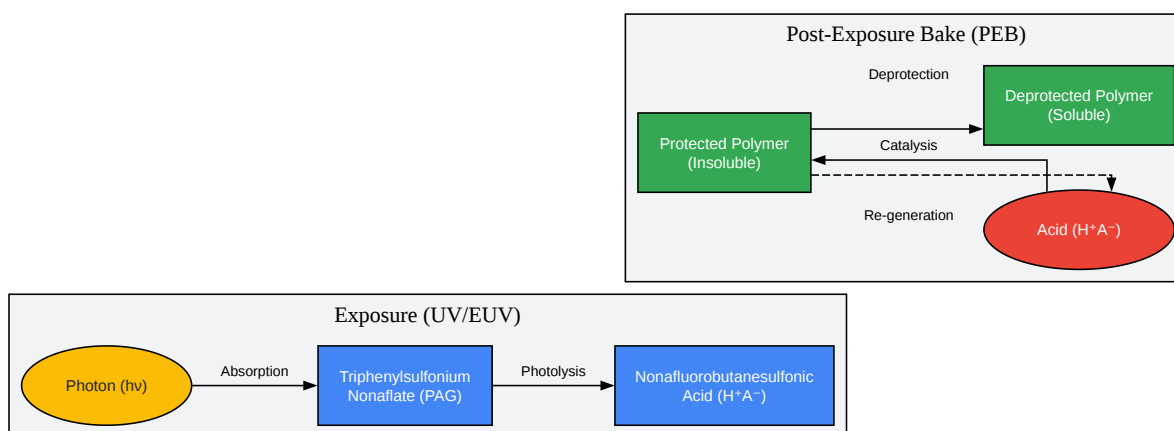 Post-Exposure Bake (PEB)
Deprotection
Deprotected Polymer
(Soluble)
Protected Polymer
(Insoluble)
Catalysis
Re-generation
Acid (H⁺A⁻)
Exposure (UV/EUV)
Photon (hν)
Absorption
Triphenylsulfonium
Nonaflate (PAG)
Photolysis
Nonafluorobutanesulfonic
Acid (H⁺A⁻)